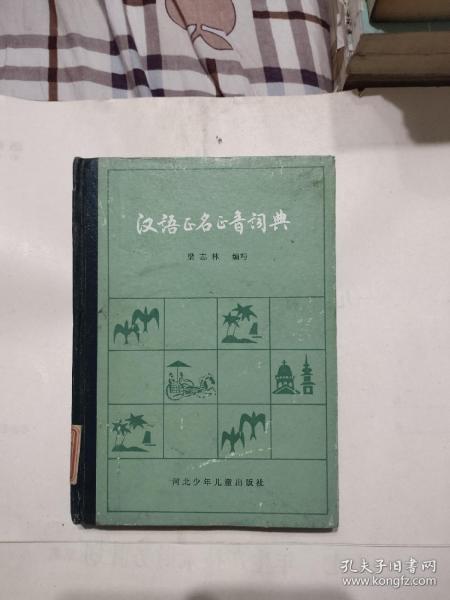 汉语正名正音词典
梁志林 编写
河北少年儿童出版社
孔夫子旧书网
www.kongfz.com